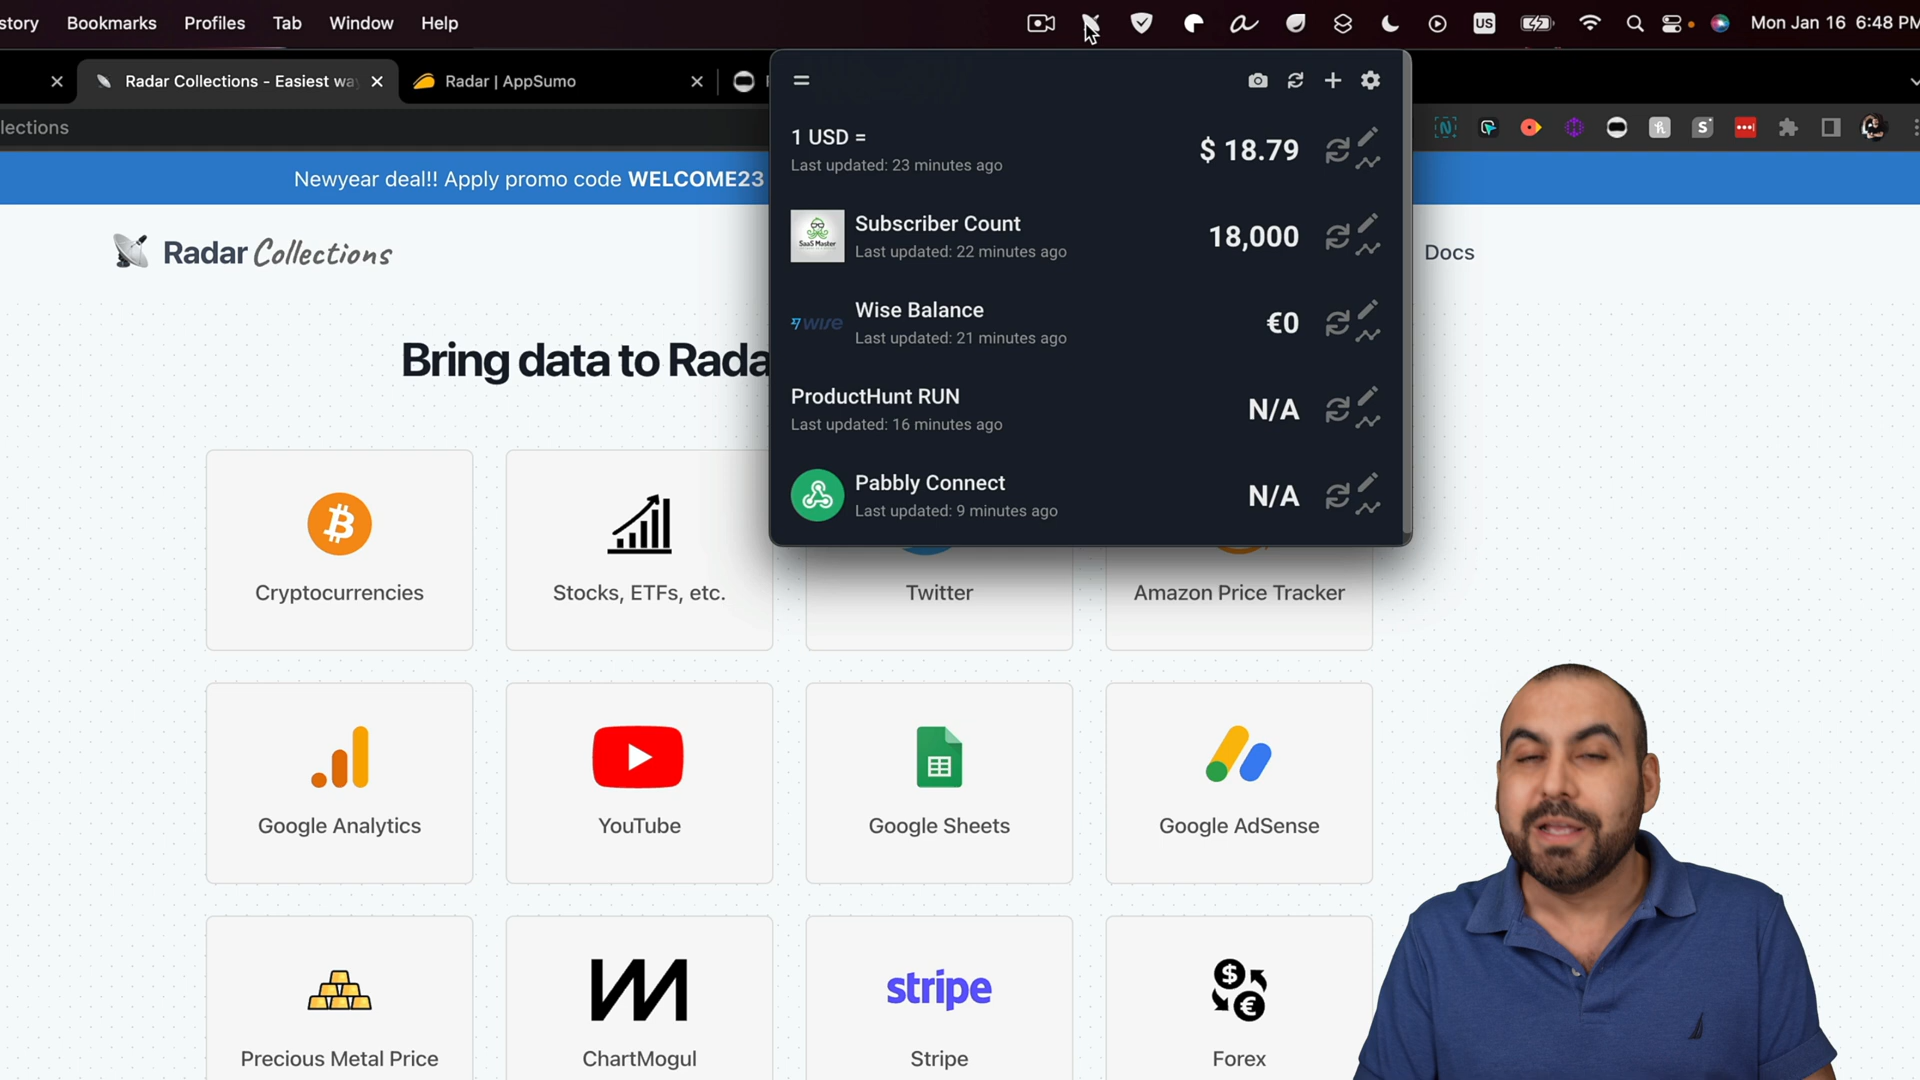 story Bookmarks Profiles Tab Window Help US Mon Jan 16 6:48 PM
Radar Collections - Easiest wa
Radar | AppSumo
lections
Newyear deal!! Apply promo code WELCOME23
Radar Collections
Docs
Bring data to Rada
1 USD =
$ 18.79
Last updated: 23 minutes ago
SaaS Master
Subscriber Count
18,000
Last updated: 22 minutes ago
wise
Wise Balance
€0
Last updated: 21 minutes ago
ProductHunt RUN
N/A
Last updated: 16 minutes ago
Pabbly Connect
N/A
Last updated: 9 minutes ago
Cryptocurrencies
Stocks, ETFs, etc.
Twitter
Amazon Price Tracker
Google Analytics
YouTube
Google Sheets
Google AdSense
stripe
Precious Metal Price
ChartMogul
Stripe
Forex